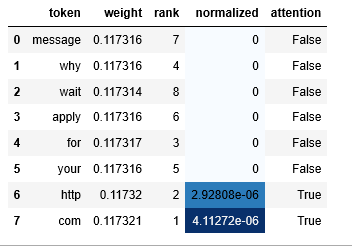 token weight rank normalized attention
0 message 0.117316 7 0 False
1 why 0.117316 4 0 False
2 wait 0.117314 8 0 False
3 apply 0.117316 6 0 False
4 for 0.117317 3 0 False
5 your 0.117316 5 0 False
6 http 0.11732 2 2.92808e-06 True
7 com 0.117321 1 4.11272e-06 True